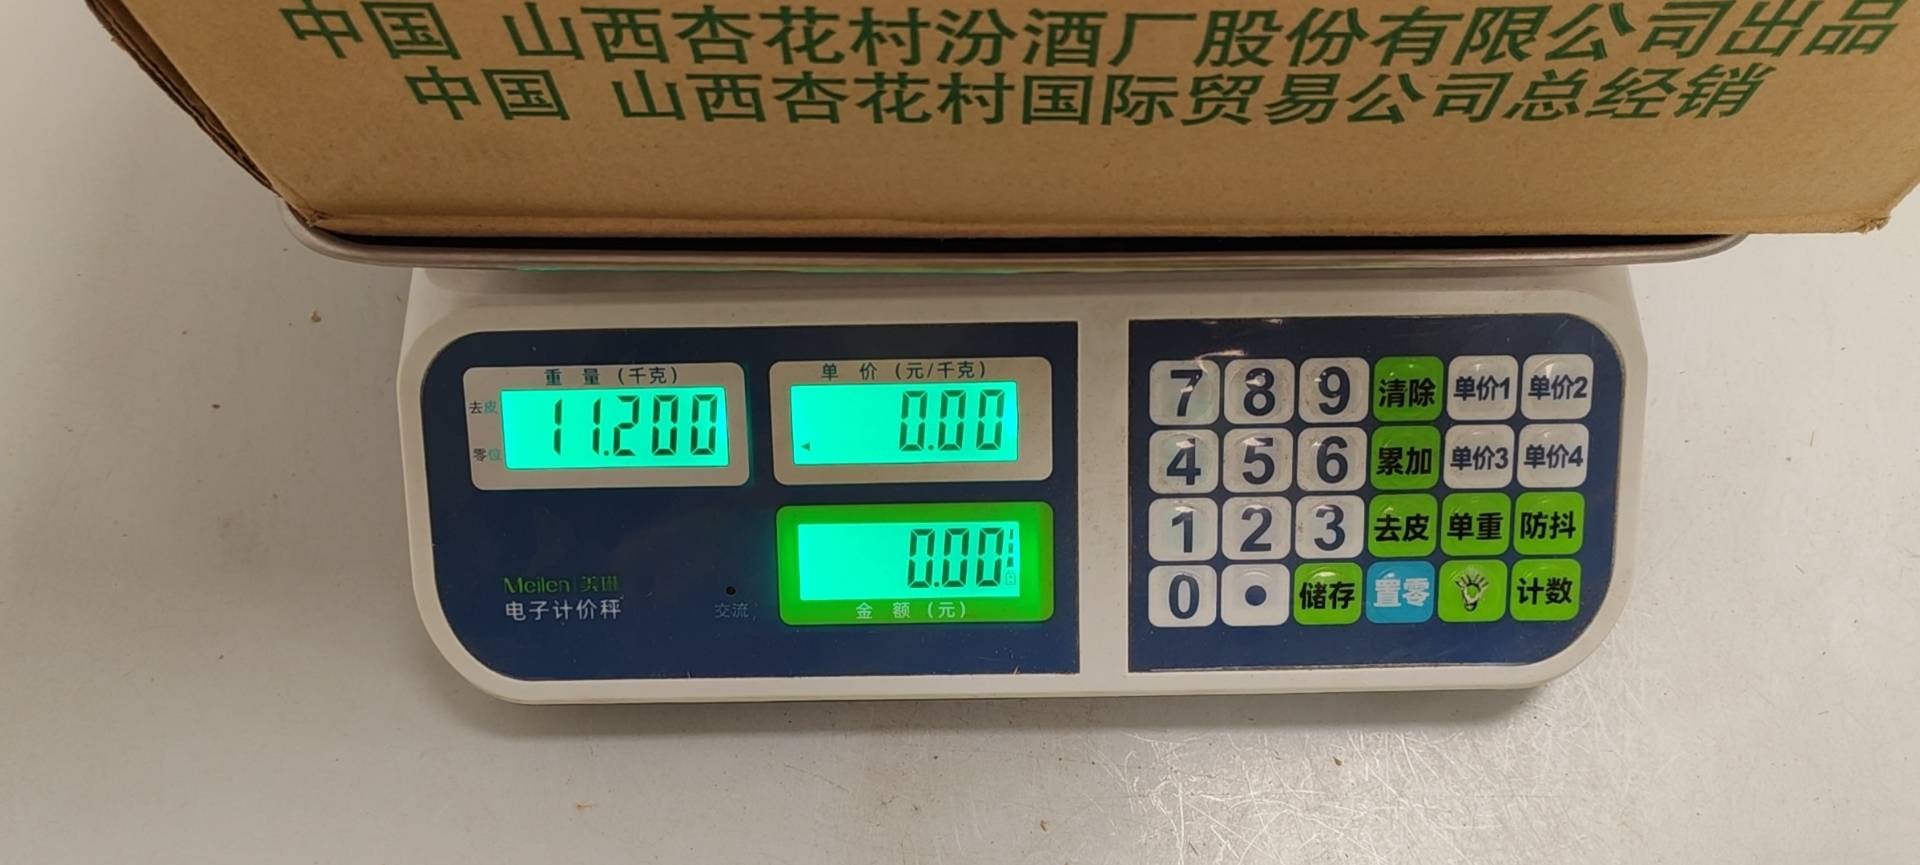 中国 山西杏花村汾酒厂股份有限公司出品
中国 山西杏花村国际贸易公司总经销
重 量 (千克)
去皮
零位
11.200
单 价 (元/千克)
0.00
0.00
金 额 (元)
Meilen 美琳
电子计价秤
交流
7 8 9 清除 单价1 单价2
4 5 6 累加 单价3 单价4
1 2 3 去皮 单重 防抖
0 • 储存 置零 计数